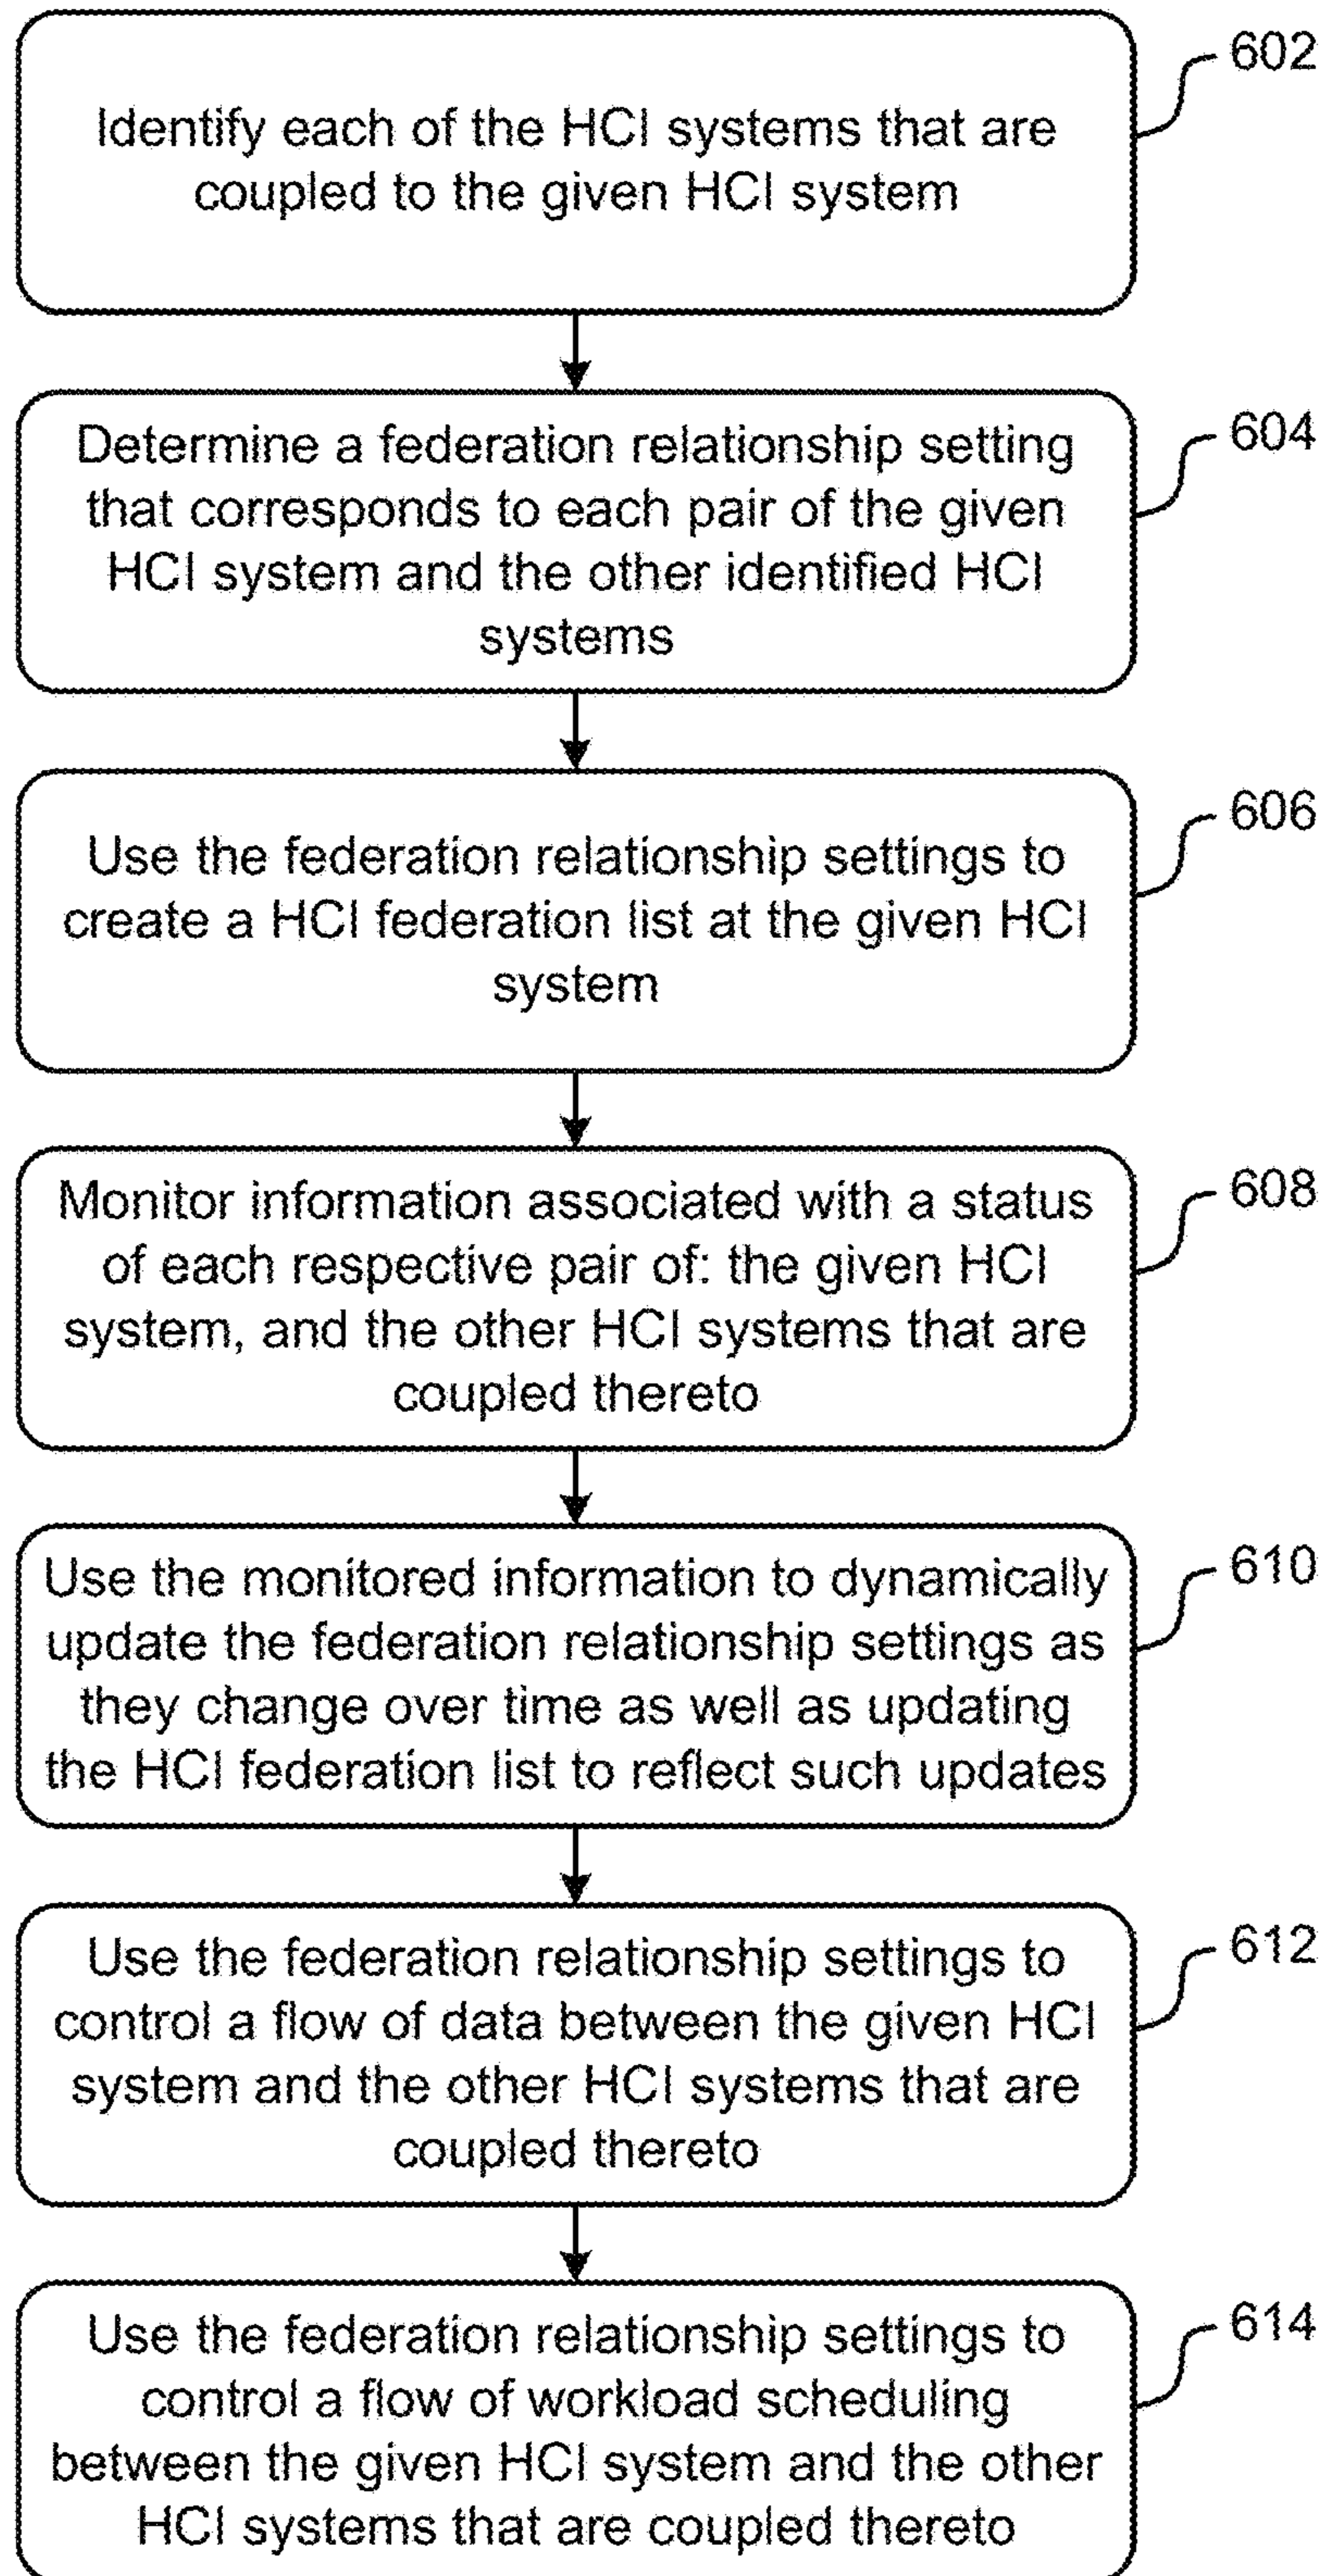 602
Identify each of the HCI systems that are
coupled to the given HCI system
604
Determine a federation relationship setting
that corresponds to each pair of the given
HCI system and the other identified HCI
systems
606
Use the federation relationship settings to
create a HCI federation list at the given HCI
system
608
Monitor information associated with a status
of each respective pair of: the given HCI
system, and the other HCI systems that are
coupled thereto
610
Use the monitored information to dynamically
update the federation relationship settings as
they change over time as well as updating
the HCI federation list to reflect such updates
612
Use the federation relationship settings to
control a flow of data between the given HCI
system and the other HCI systems that are
coupled thereto
614
Use the federation relationship settings to
control a flow of workload scheduling
between the given HCI system and the other
HCI systems that are coupled thereto